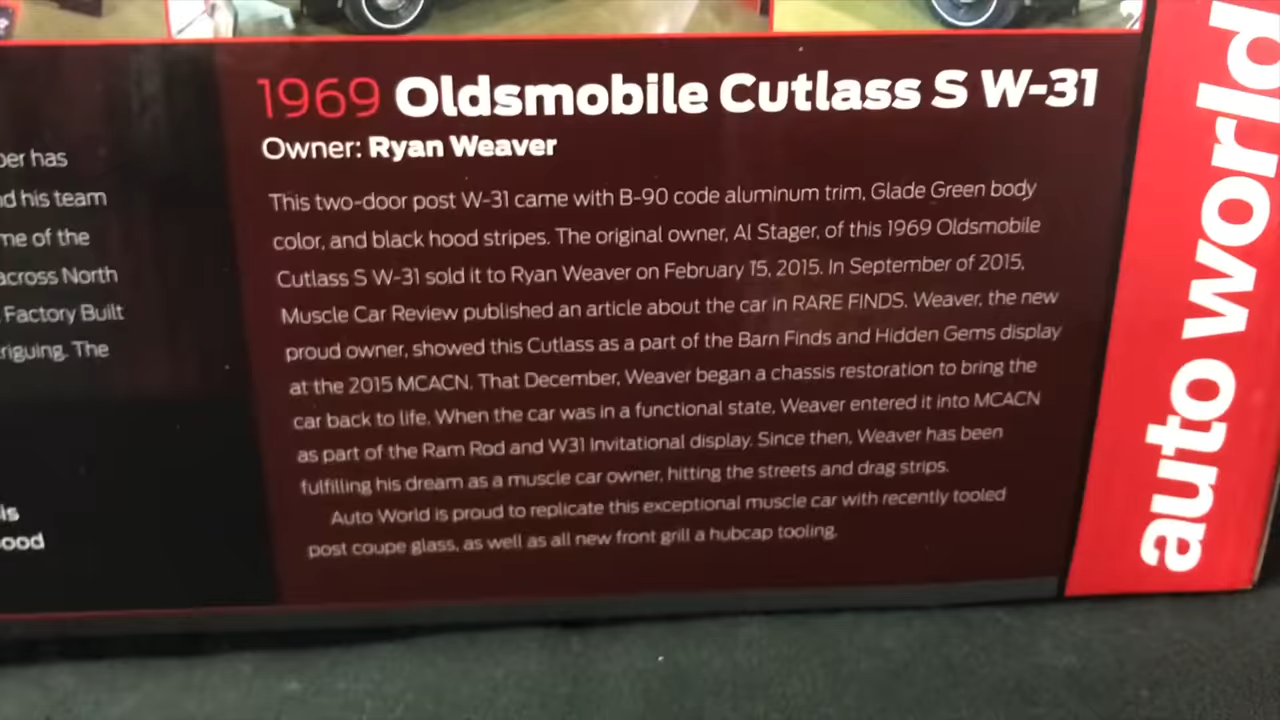 1969 Oldsmobile Cutlass S W-31
Owner: Ryan Weaver
This two-door post W-31 came with B-90 code aluminum trim, Glade Green body
color, and black hood stripes. The original owner, Al Stager, of this 1969 Oldsmobile
Cutlass S W-31 sold it to Ryan Weaver on February 15, 2015. In September of 2015,
Muscle Car Review published an article about the car in RARE FINDS. Weaver, the new
proud owner, showed this Cutlass as a part of the Barn Finds and Hidden Gems display
at the 2015 MCACN. That December, Weaver began a chassis restoration to bring the
car back to life. When the car was in a functional state, Weaver entered it into MCACN
as part of the Ram Rod and W31 Invitational display. Since then, Weaver has been
fulfilling his dream as a muscle car owner, hitting the streets and drag strips.
Auto World is proud to replicate this exceptional muscle car with recently tooled
post coupe glass, as well as all new front grill a hubcap tooling.
has
his team
of the
across North
Factory Built
The
auto world